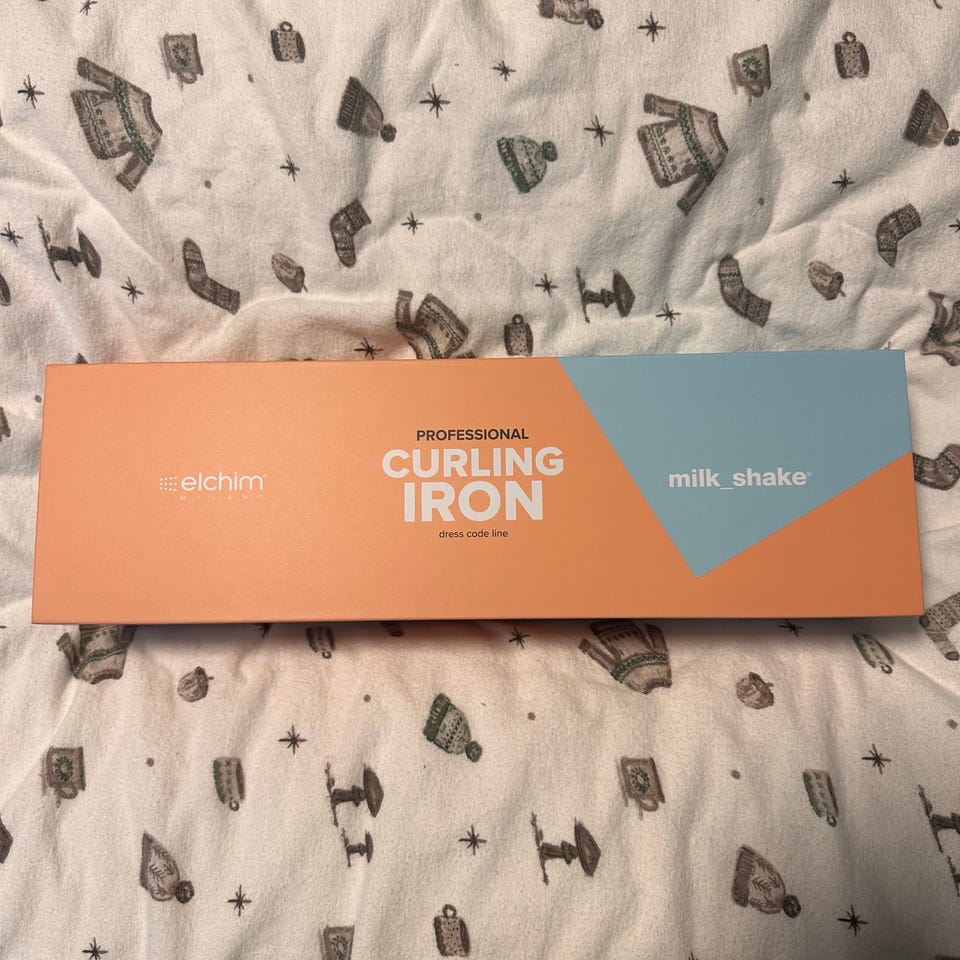 elchim®
MILANO
PROFESSIONAL
CURLING
IRON
dress code line
milk_shake®